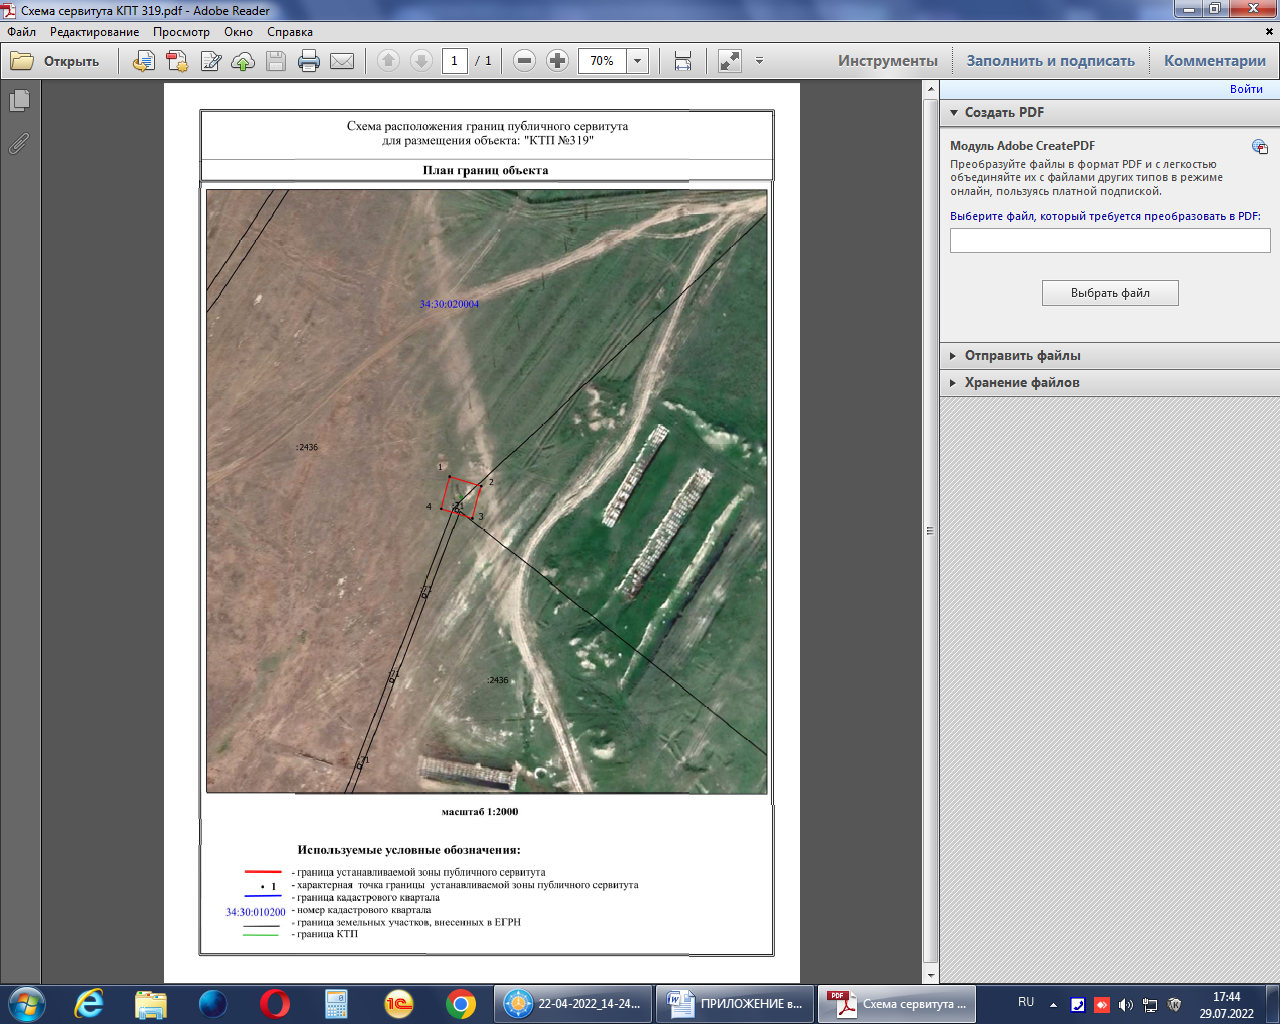 Схема сервитута КПТ 319.pdf - Adobe Reader
Файл Редактирование Просмотр Окно Справка
Открыть 1 / 1 70% Инструменты Заполнить и подписать Комментарии
Войти
Создать PDF
Модуль Adobe CreatePDF
Преобразуйте файлы в формат PDF и с легкостью
объединяйте их с файлами других типов в режиме
онлайн, пользуясь платной подпиской.
Выберите файл, который требуется преобразовать в PDF:
Выбрать файл
Отправить файлы
Хранение файлов
Схема расположения границ публичного сервитута
для размещения объекта: "КТП №319"
План границ объекта
34:30:020004
:2436
1
2
4
:71
3
:71
:71
:2436
:71
масштаб 1:2000
Используемые условные обозначения:
- граница устанавливаемой зоны публичного сервитута
1 - характерная точка границы устанавливаемой зоны публичного сервитута
- граница кадастрового квартала
34:30:010200 - номер кадастрового квартала
- граница земельных участков, внесенных в ЕГРН
- граница КТП
22-04-2022_14-24...
ПРИЛОЖЕНИЕ в...
Схема сервитута ...
RU
17:44
29.07.2022